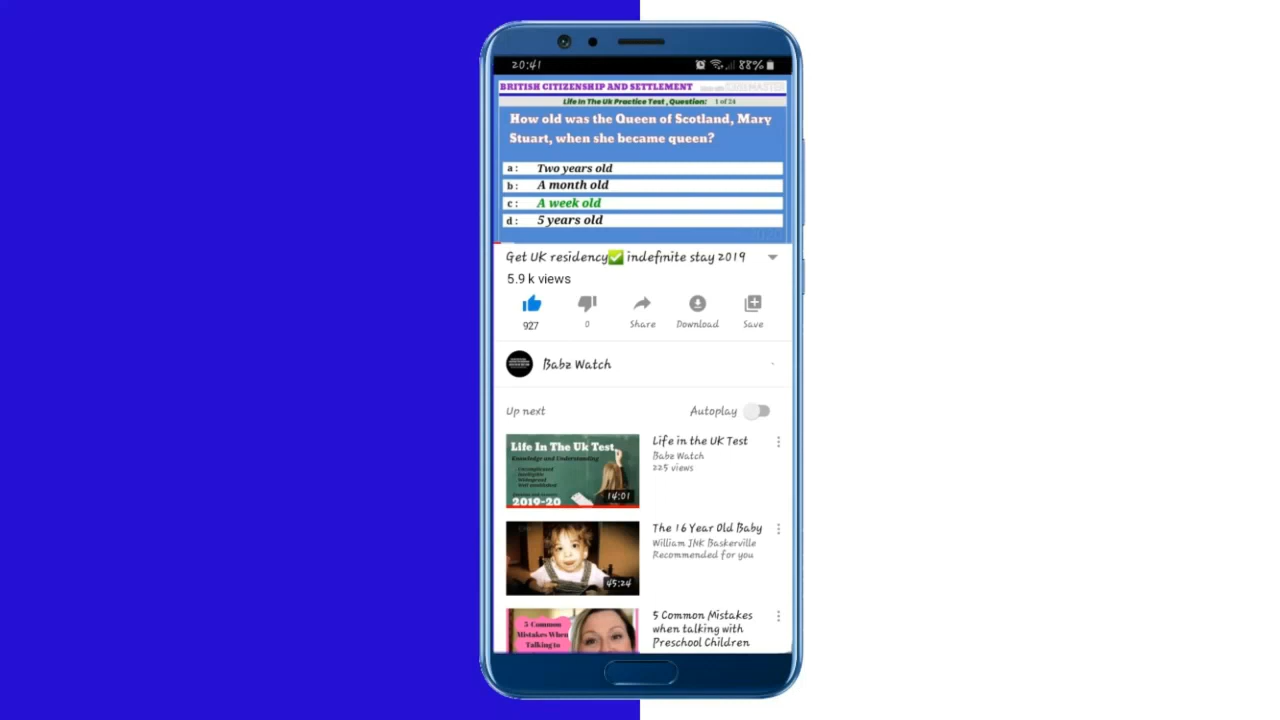 20:41
88%
BRITISH CITIZENSHIP AND SETTLEMENT
Life In The Uk Practice Test , Question: 1 of 24
How old was the Queen of Scotland, Mary
Stuart, when she became queen?
a : Two years old
b : A month old
c : A week old
d : 5 years old
Get UK residency✅ indefinite stay 2019
5.9 k views
927
0
Share
Download
Save
Babz Watch
Up next
Autoplay
Life In The Uk Test
Knowledge and Understanding
2019-20
14:01
Life in the UK Test
Babz Watch
225 views
45:24
The 16 Year Old Baby
William JNK Baskerville
Recommended for you
5 Common
Mistakes When
Talking to
5 Common Mistakes
when talking with
Preschool Children